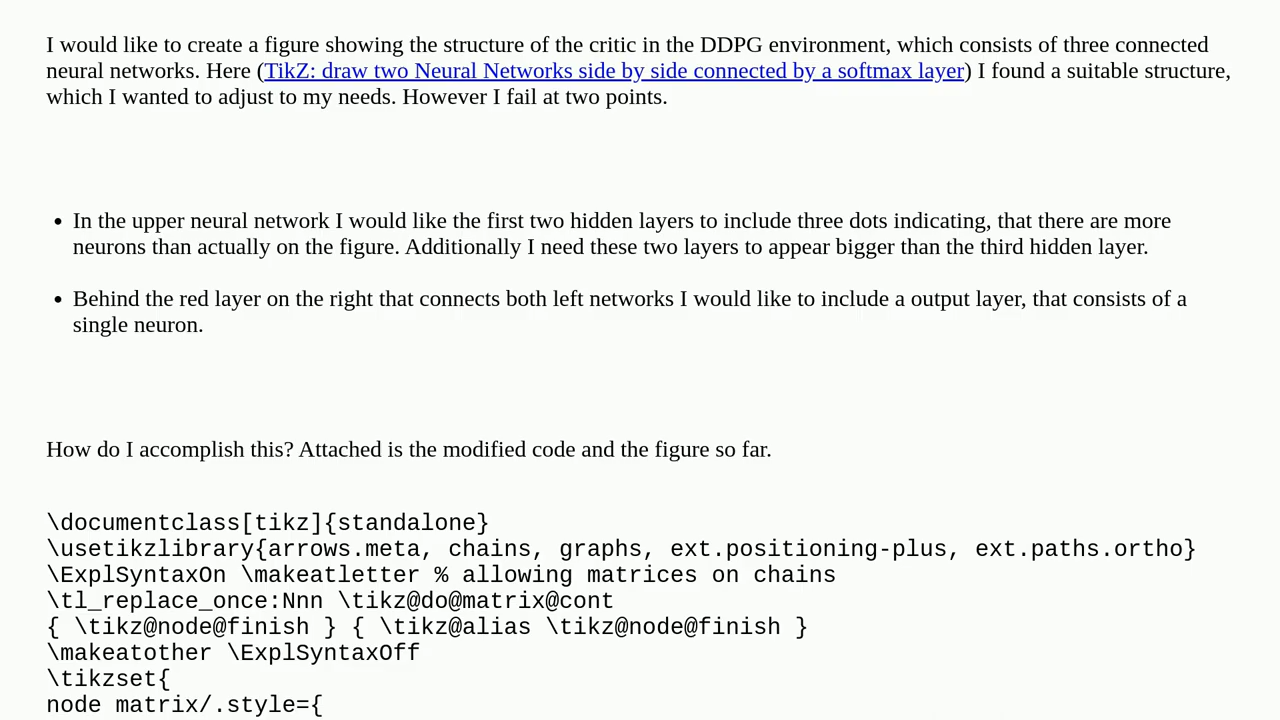 I would like to create a figure showing the structure of the critic in the DDPG environment, which consists of three connected
neural networks. Here (TikZ: draw two Neural Networks side by side connected by a softmax layer) I found a suitable structure,
which I wanted to adjust to my needs. However I fail at two points.
• In the upper neural network I would like the first two hidden layers to include three dots indicating, that there are more
neurons than actually on the figure. Additionally I need these two layers to appear bigger than the third hidden layer.
• Behind the red layer on the right that connects both left networks I would like to include a output layer, that consists of a
single neuron.
How do I accomplish this? Attached is the modified code and the figure so far.
\documentclass[tikz]{standalone}
\usetikzlibrary{arrows.meta, chains, graphs, ext.positioning-plus, ext.paths.ortho}
\ExplSyntaxOn \makeatletter % allowing matrices on chains
\tl_replace_once:Nnn \tikz@do@matrix@cont
{ \tikz@node@finish } { \tikz@alias \tikz@node@finish }
\makeatother \ExplSyntaxOff
\tikzset{
node matrix/.style={